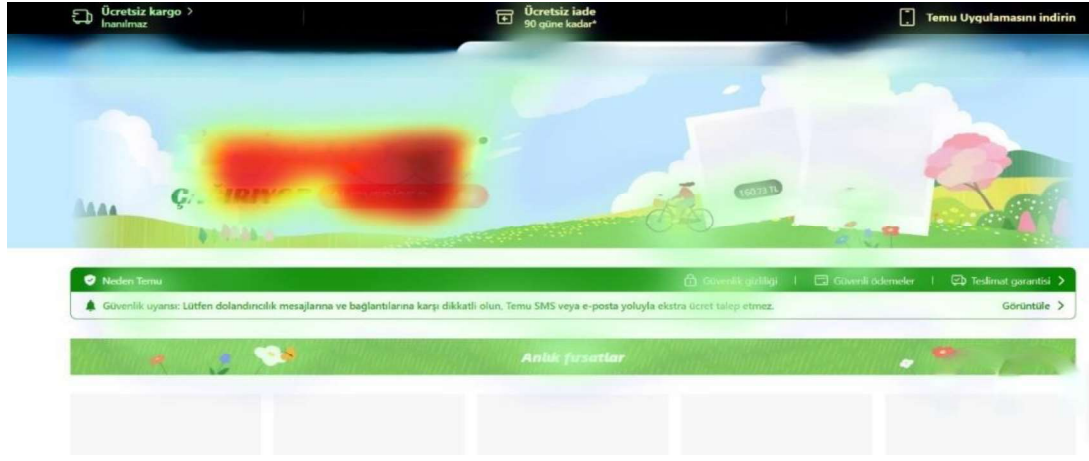 Ücretsiz kargo >
İnanılmaz
Ücretsiz iade
90 güne kadar*
Temu Uygulamasını indirin
160,73 TL
Neden Temu
Güvenlik gizliliği
Güvenli ödemeler
Teslimat garantisi >
Güvenlik uyarısı: Lütfen dolandırıcılık mesajlarına ve bağlantılarına karşı dikkatli olun, Temu SMS veya e-posta yoluyla ekstra ücret talep etmez.
Görüntüle >
Anlık fırsatlar